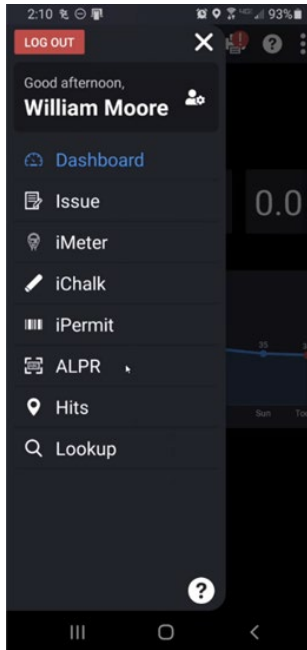 2:10
93%
LOG OUT
Good afternoon,
William Moore
Dashboard
Issue
iMeter
iChalk
iPermit
ALPR
Hits
Lookup
0.0
35
Sun